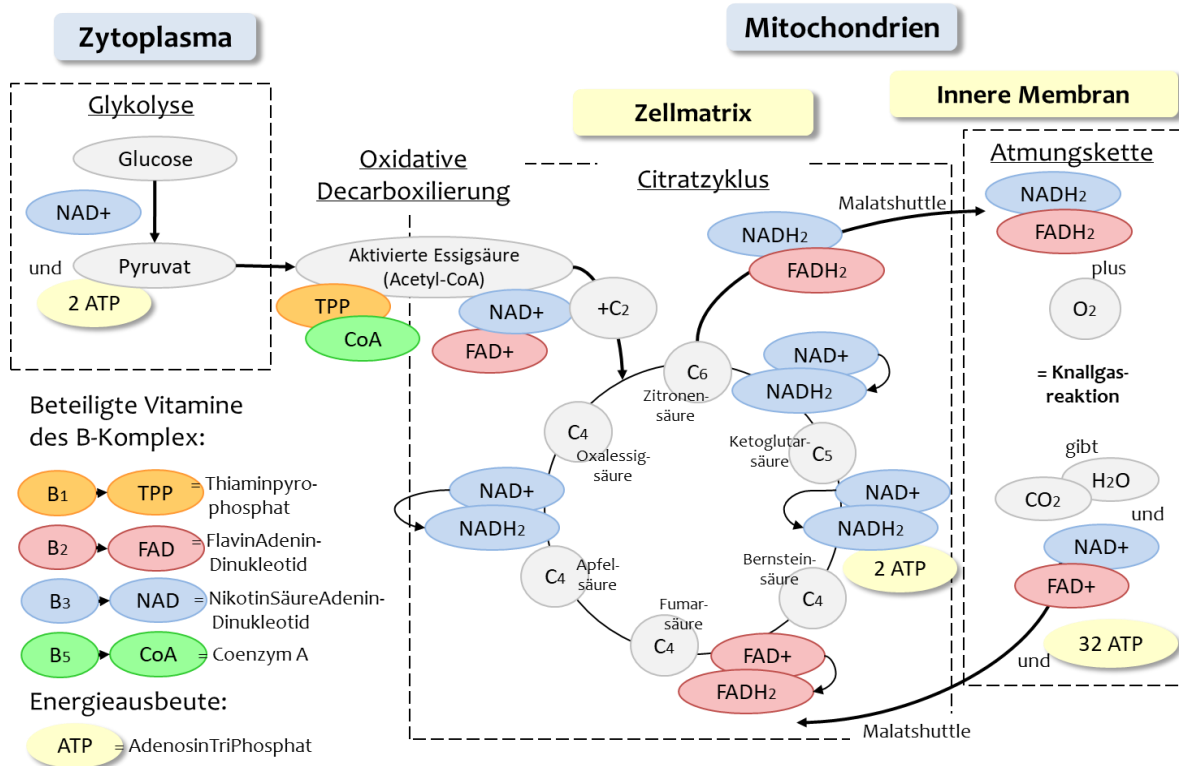 Zytoplasma
Mitochondrien
Glykolyse
Glucose
NAD+
und
Pyruvat
2 ATP
Zellmatrix
Innere Membran
Oxidative
Decarboxilierung
Aktivierte Essigsäure
(Acetyl-CoA)
TPP
CoA
NAD+
FAD+
+C2
Citratzyklus
NADH2
FADH2
Malatshuttle
C6
Zitronen-
säure
NAD+
NADH2
Ketoglutar-
säure
C5
NAD+
NADH2
2 ATP
Bernstein-
säure
C4
Fumar-
säure
C4
FAD+
FADH2
Apfel-
säure
C4
NAD+
NADH2
C4
Oxalessig-
säure
Atmungskette
NADH2
FADH2
plus
O2
= Knallgas-
reaktion
gibt
H2O
CO2
und
NAD+
FAD+
32 ATP
und
Malatshuttle
Beteiligte Vitamine
des B-Komplex:
B1 TPP = Thiaminpyro-
phosphat
B2 FAD = FlavinAdenin-
Dinukleotid
B3 NAD = NikotinSäureAdenin-
Dinukleotid
B5 CoA = Coenzym A
Energieausbeute:
ATP = AdenosinTriPhosphat